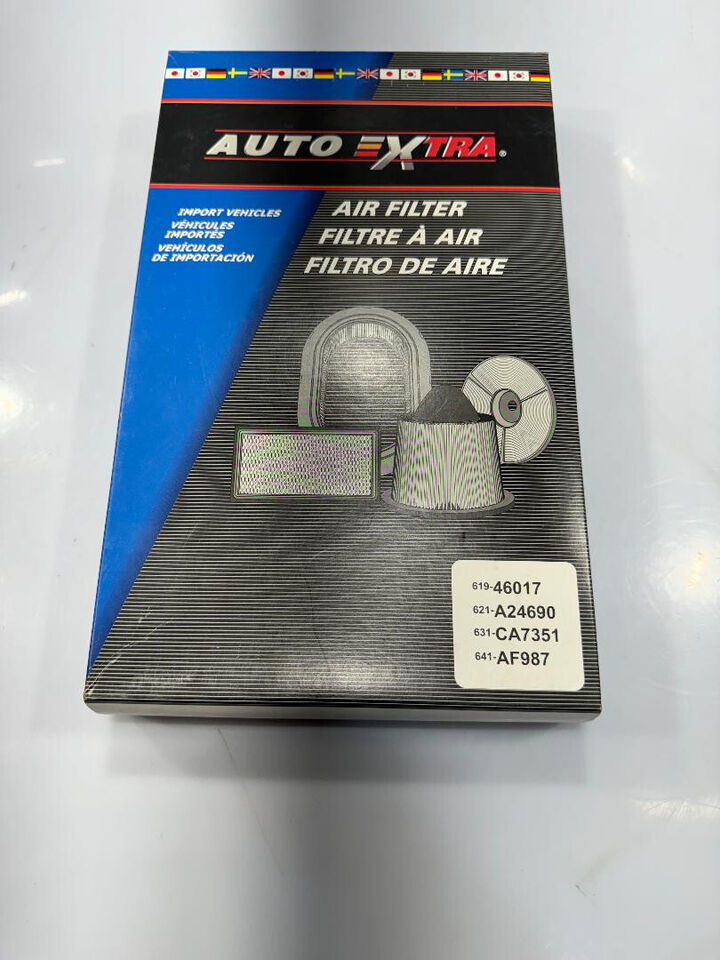 AUTO EXTRA®
IMPORT VEHICLES
VÉHICULES
IMPORTÉS
VEHÍCULOS
DE IMPORTACIÓN
AIR FILTER
FILTRE À AIR
FILTRO DE AIRE
619-46017
621-A24690
631-CA7351
641-AF987